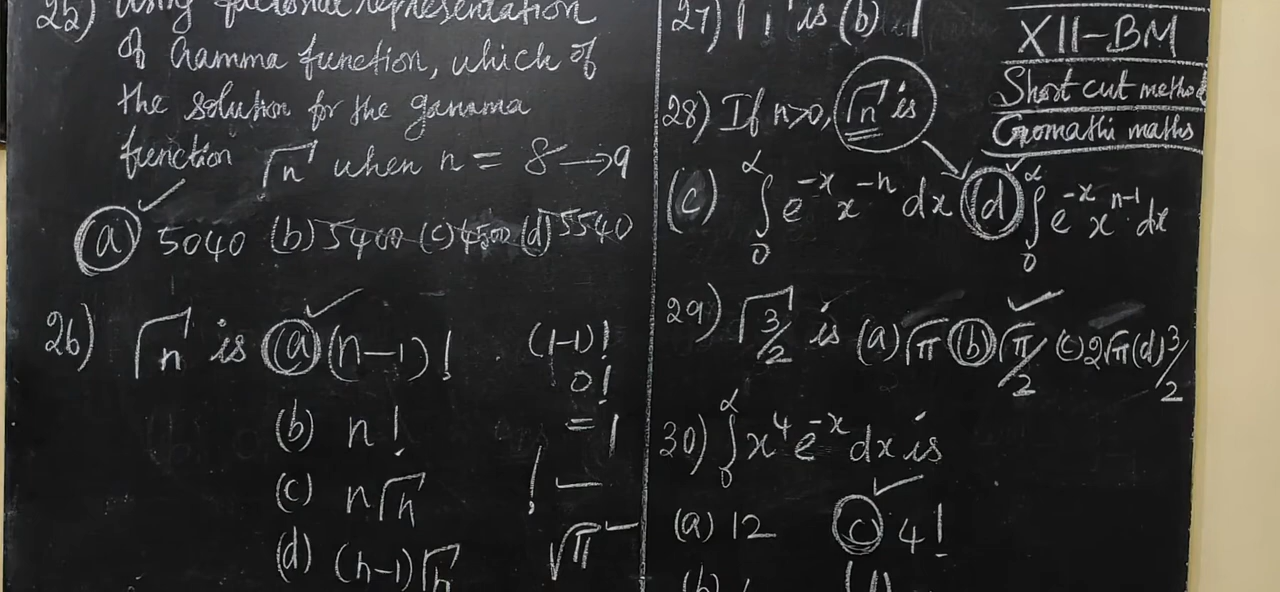 25) Using factorial representation
of Gamma function, which of
the solution for the gamama
function Γn when n = 8 → 9
(a) 5040 (b) 5400 (c) 4500 (d) 5540
26) Γn is (a) (n-1)!
(1-1)!
0!
= 1
(b) n!
(c) nΓn
! –
(d) (n-1)Γn
√π
27) Γ1 is (b) 1
28) If n>0, Γn is
(c) ∫₀^α e^-x x^-n dx (d) ∫₀^α e^-x x^n-1 dx
29) Γ3/2 is (a) √π (b) √π/2 (c) 2√π (d) 3/2
30) ∫₀^α x^4 e^-x dx is
(a) 12 (c) 4!
(b)
XII-BM
Short cut method
Gomathi maths